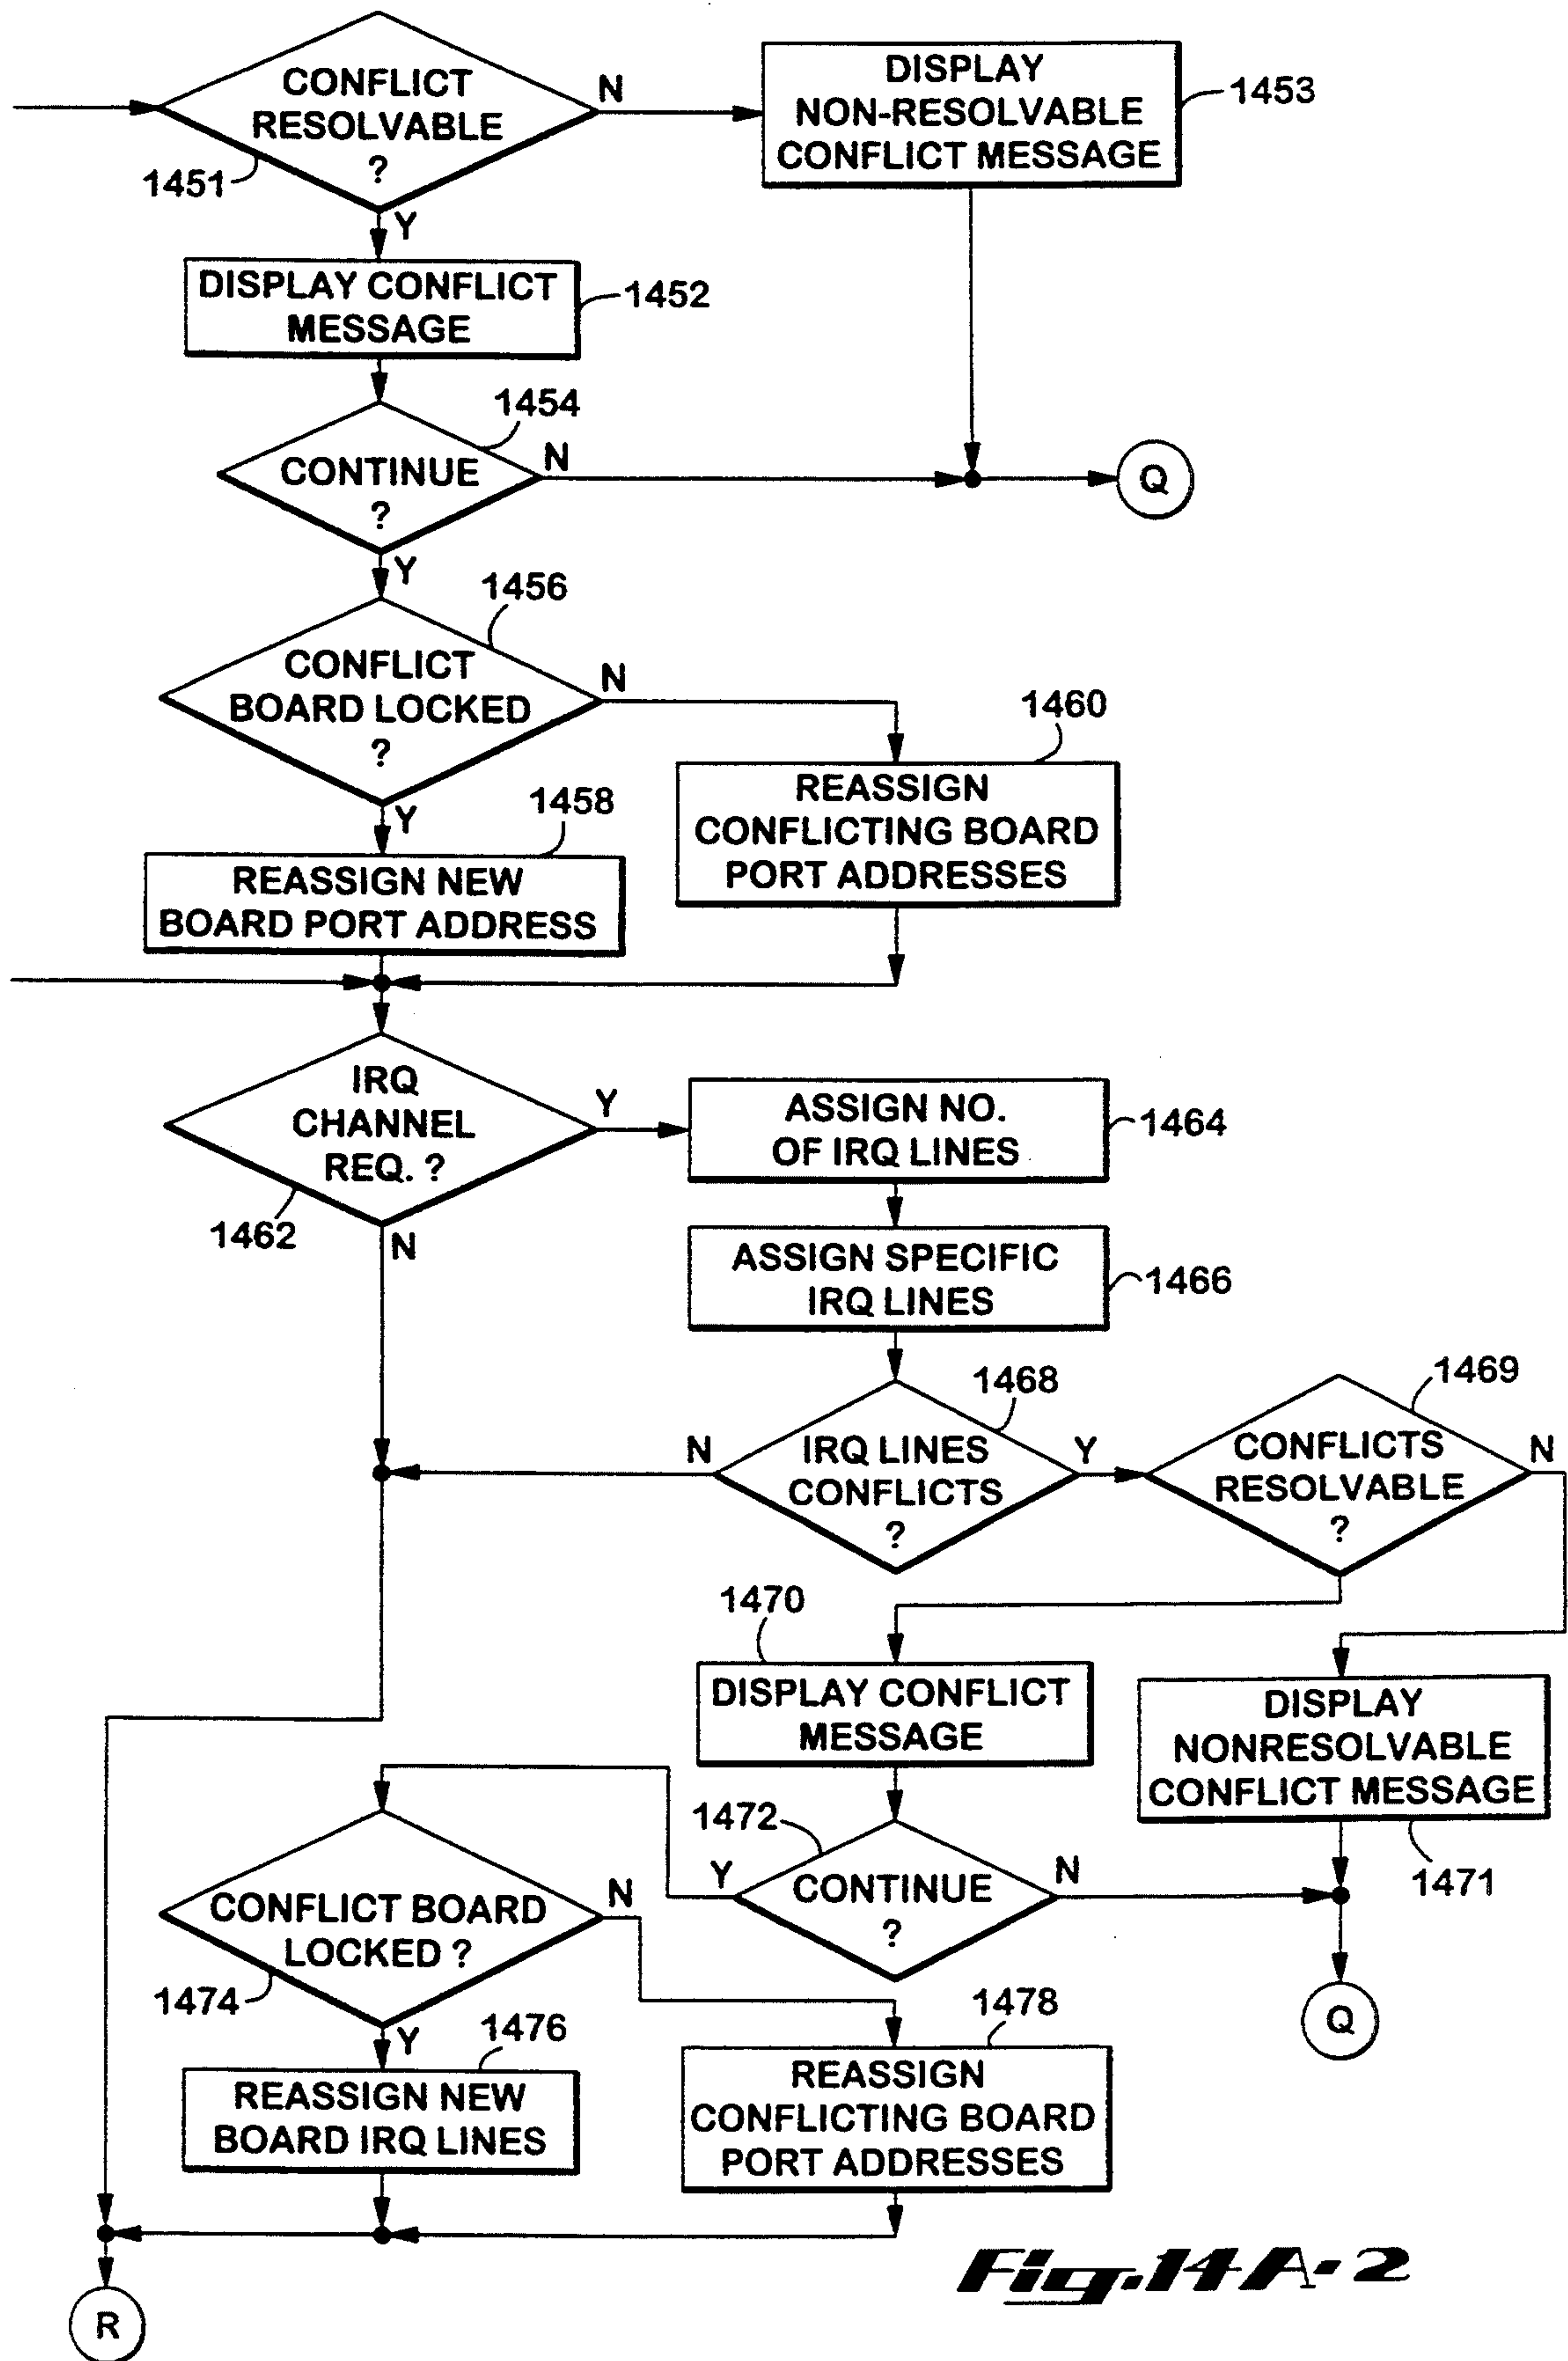 CONFLICT
RESOLVABLE
?
N
1451
Y
DISPLAY
NON-RESOLVABLE
CONFLICT MESSAGE
1453
DISPLAY CONFLICT
MESSAGE
1452
1454
CONTINUE
?
N
Q
Y
1456
CONFLICT
BOARD LOCKED
?
N
Y
1460
REASSIGN
CONFLICTING BOARD
PORT ADDRESSES
1458
REASSIGN NEW
BOARD PORT ADDRESS
IRQ
CHANNEL
REQ. ?
Y
1462
N
ASSIGN NO.
OF IRQ LINES
1464
ASSIGN SPECIFIC
IRQ LINES
1466
1468
N
IRQ LINES
CONFLICTS
?
Y
1469
CONFLICTS
RESOLVABLE
?
N
1470
DISPLAY CONFLICT
MESSAGE
DISPLAY
NONRESOLVABLE
CONFLICT MESSAGE
1471
1472
Y
CONTINUE
?
N
Q
CONFLICT BOARD
LOCKED ?
N
1474
Y
1476
REASSIGN NEW
BOARD IRQ LINES
1478
REASSIGN
CONFLICTING BOARD
PORT ADDRESSES
R
Fig.14A-2